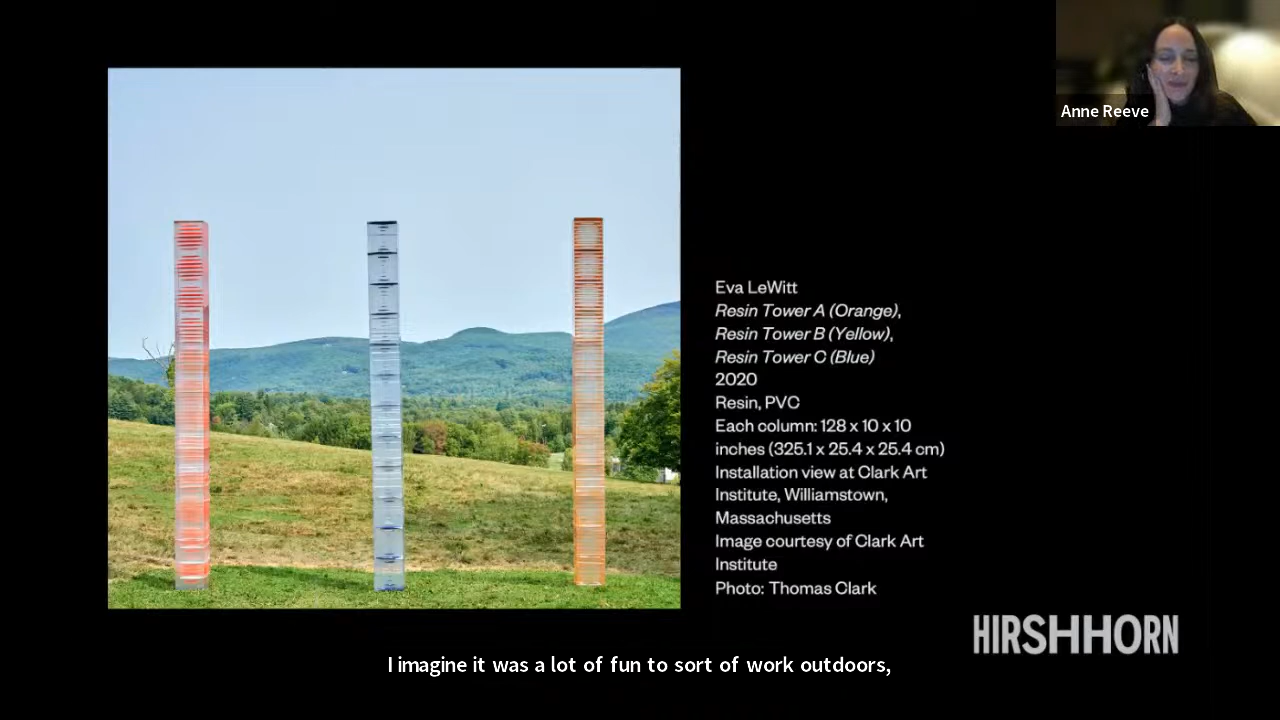 Anne Reeve
Eva LeWitt
Resin Tower A (Orange),
Resin Tower B (Yellow),
Resin Tower C (Blue)
2020
Resin, PVC
Each column: 128 x 10 x 10
inches (325.1 x 25.4 x 25.4 cm)
Installation view at Clark Art
Institute, Williamstown,
Massachusetts
Image courtesy of Clark Art
Institute
Photo: Thomas Clark
HIRSHHORN
I imagine it was a lot of fun to sort of work outdoors,